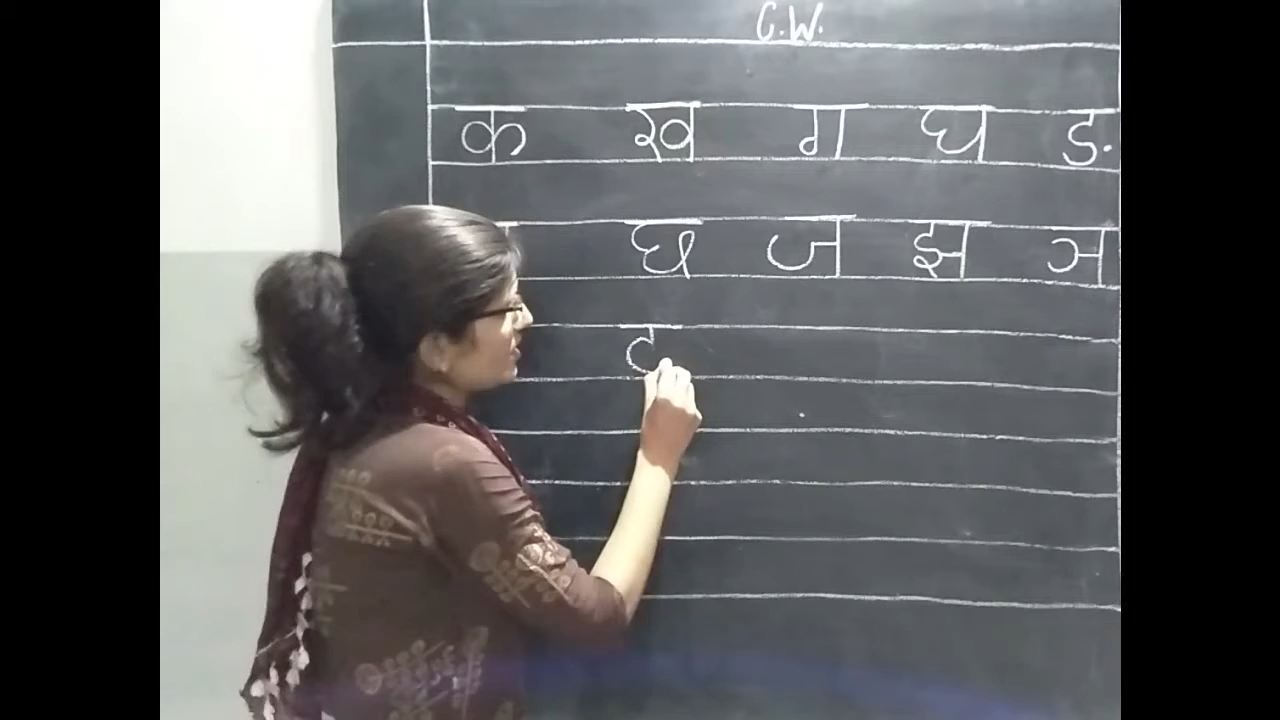 C.W.
क ख ग घ ङ
छ ज झ ञ